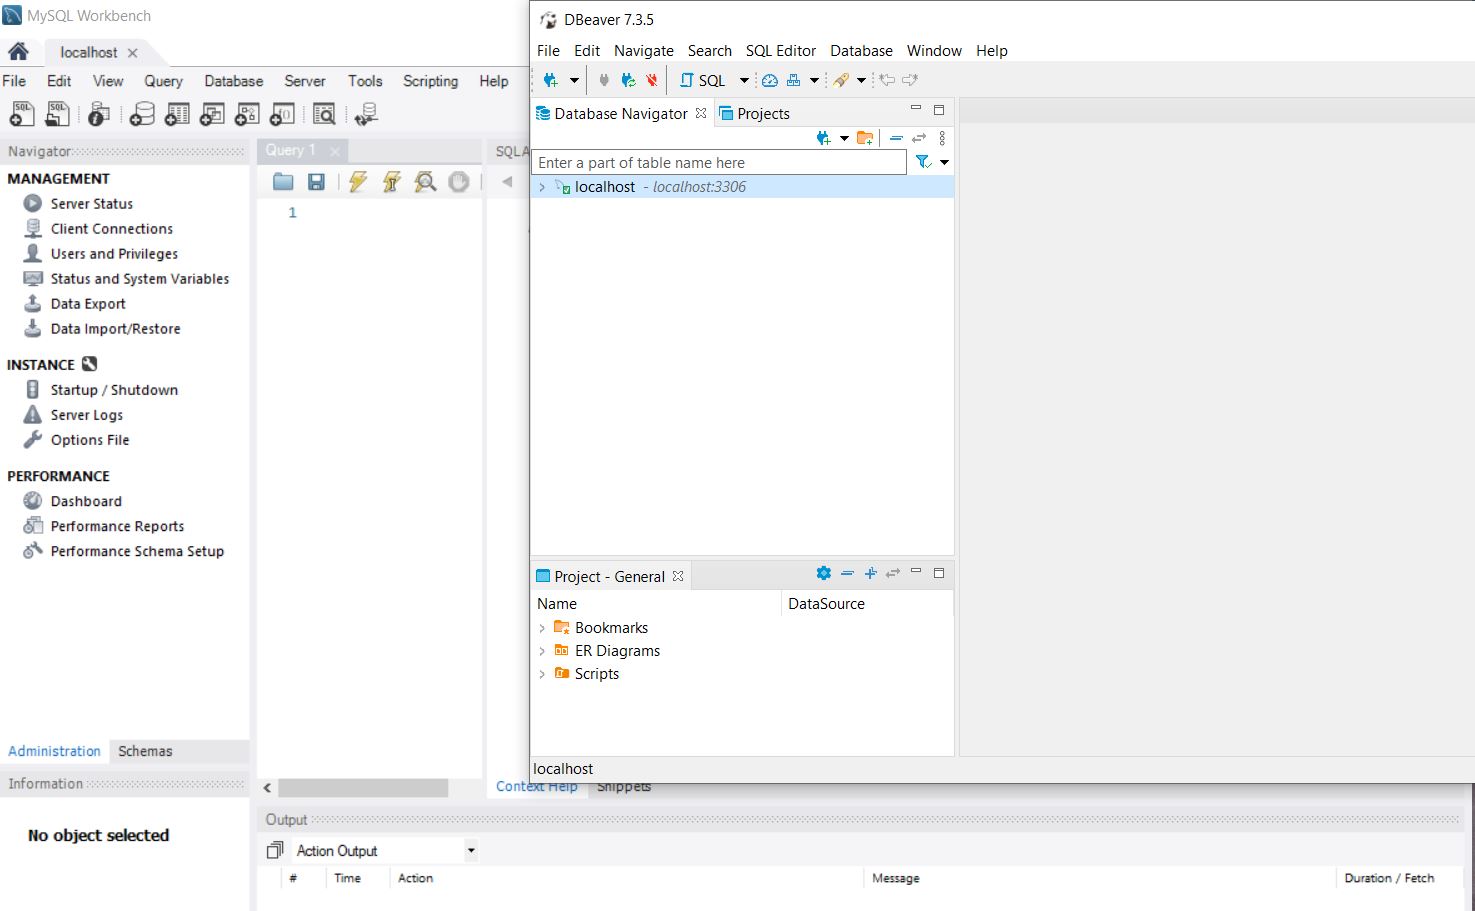 MySQL Workbench
localhost
File Edit View Query Database Server Tools Scripting Help
Navigator
MANAGEMENT
Server Status
Client Connections
Users and Privileges
Status and System Variables
Data Export
Data Import/Restore
INSTANCE
Startup / Shutdown
Server Logs
Options File
PERFORMANCE
Dashboard
Performance Reports
Performance Schema Setup
Administration Schemas
Information
No object selected
Query 1
SQLA
1
Context Help Snippets
Output
Action Output
# Time Action Message Duration / Fetch
DBeaver 7.3.5
File Edit Navigate Search SQL Editor Database Window Help
SQL
Database Navigator Projects
Enter a part of table name here
localhost - localhost:3306
Project - General
Name DataSource
Bookmarks
ER Diagrams
Scripts
localhost